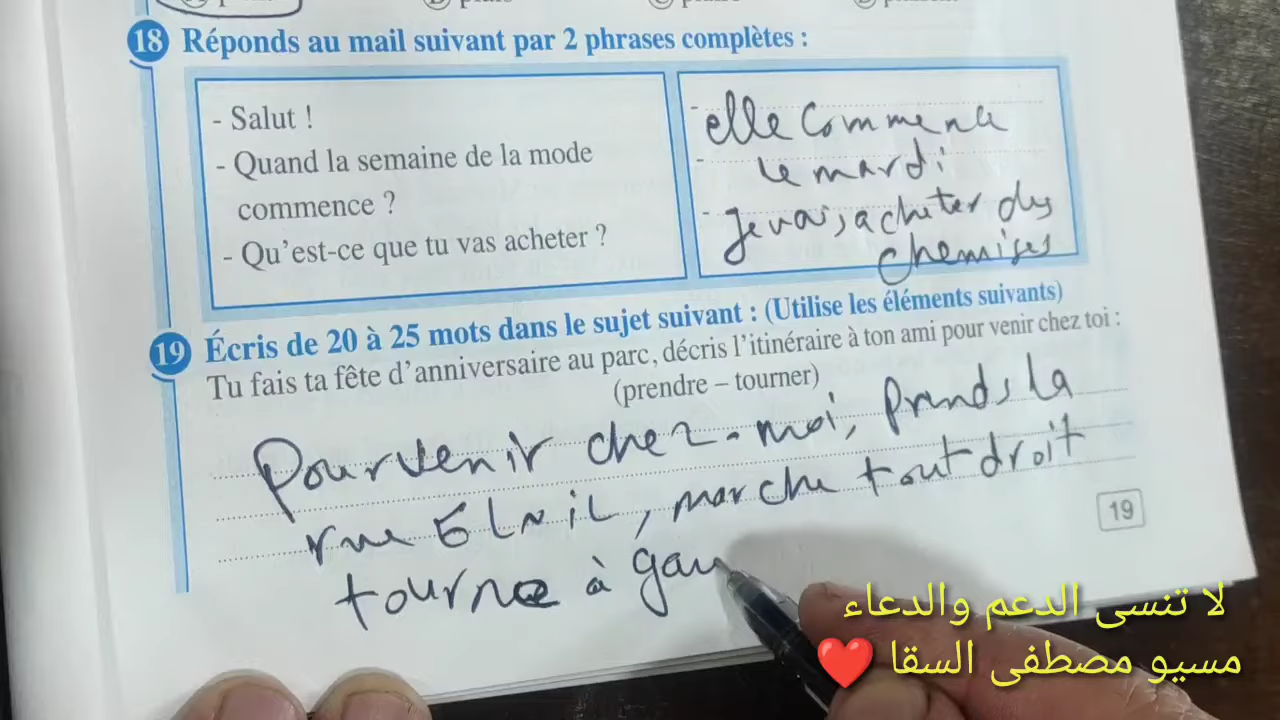 18 Réponds au mail suivant par 2 phrases complètes :
- Salut !
- Quand la semaine de la mode
commence ?
- Qu'est-ce que tu vas acheter ?
- elle commence
- le mardi
- Je vais acheter des
chemises
19 Écris de 20 à 25 mots dans le sujet suivant : (Utilise les éléments suivants)
Tu fais ta fête d'anniversaire au parc, décris l'itinéraire à ton ami pour venir chez toi :
(prendre – tourner)
Pour venir chez-moi, Prends la
rue El Nil, marche tout droit
tourne à gau
19
لا تنسى الدعم والدعاء
مسيو مصطفى السقا ❤️